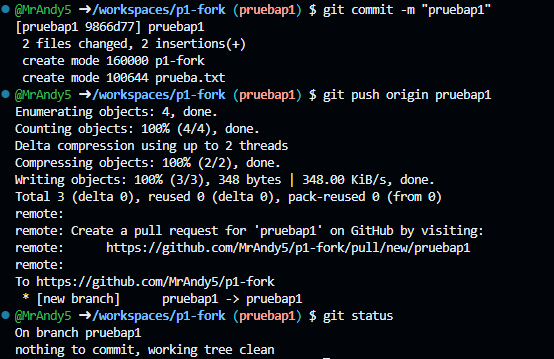 @MrAndy5 ➜/workspaces/p1-fork (pruebap1) $ git commit -m "pruebap1"
[pruebap1 9866d77] pruebap1
 2 files changed, 2 insertions(+)
 create mode 160000 p1-fork
 create mode 100644 prueba.txt
@MrAndy5 ➜/workspaces/p1-fork (pruebap1) $ git push origin pruebap1
Enumerating objects: 4, done.
Counting objects: 100% (4/4), done.
Delta compression using up to 2 threads
Compressing objects: 100% (2/2), done.
Writing objects: 100% (3/3), 348 bytes | 348.00 KiB/s, done.
Total 3 (delta 0), reused 0 (delta 0), pack-reused 0 (from 0)
remote:
remote: Create a pull request for 'pruebap1' on GitHub by visiting:
remote:      https://github.com/MrAndy5/p1-fork/pull/new/pruebap1
remote:
To https://github.com/MrAndy5/p1-fork
 * [new branch]      pruebap1 -> pruebap1
@MrAndy5 ➜/workspaces/p1-fork (pruebap1) $ git status
On branch pruebap1
nothing to commit, working tree clean